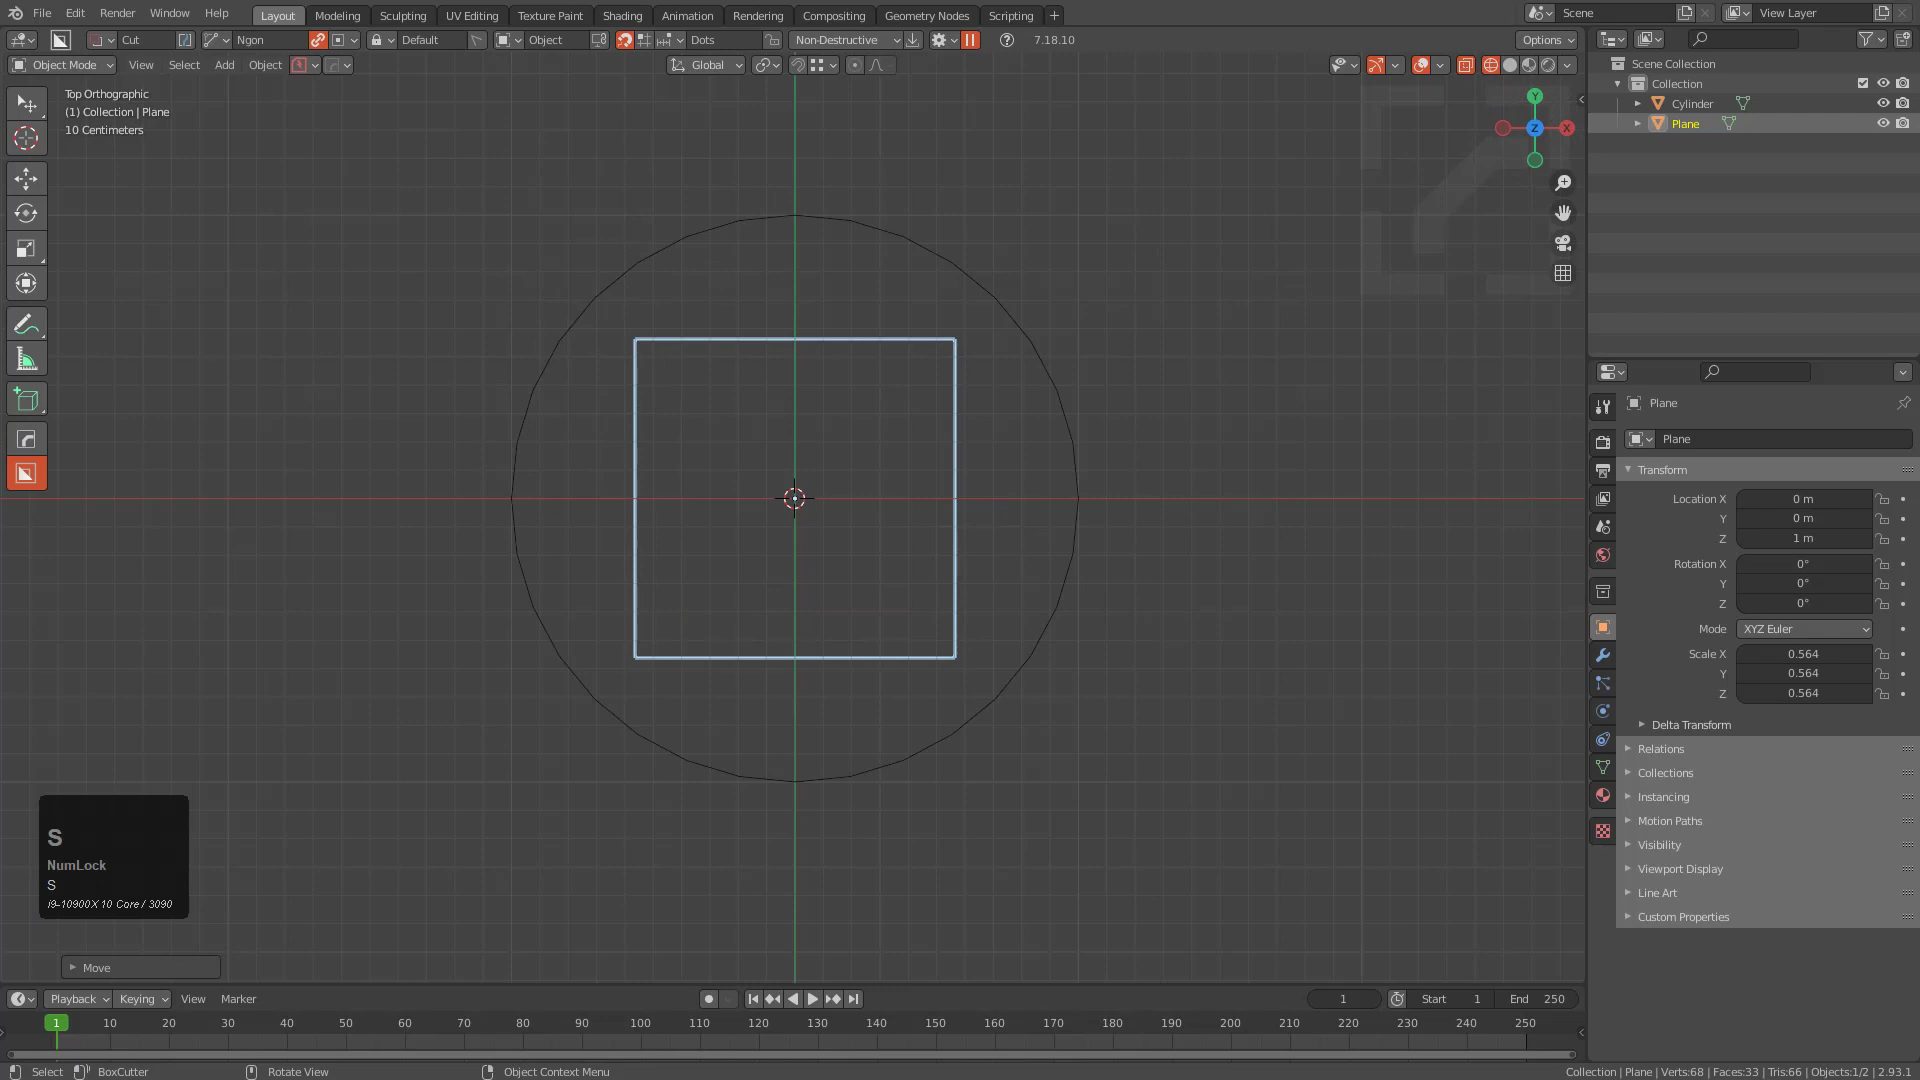 File Edit Render Window Help Layout Modeling Sculpting UV Editing Texture Paint Shading Animation Rendering Compositing Geometry Nodes Scripting + Scene View Layer
Cut Ngon Default Object Dots Non-Destructive 7.18.10 Options
Object Mode View Select Add Object Global
Top Orthographic
(1) Collection | Plane
10 Centimeters
Y
X
Z
Scene Collection
Collection
Cylinder
Plane
Plane
Plane
Transform
Location X 0 m
Y 0 m
Z 1 m
Rotation X 0°
Y 0°
Z 0°
Mode XYZ Euler
Scale X 0.564
Y 0.564
Z 0.564
Delta Transform
Relations
Collections
Instancing
Motion Paths
Visibility
Viewport Display
Line Art
Custom Properties
S
NumLock
S
i9-10900X 10 Core / 3090
Move
Playback Keying View Marker 1 Start 1 End 250
1 10 20 30 40 50 60 70 80 90 100 110 120 130 140 150 160 170 180 190 200 210 220 230 240 250
Select BoxCutter Rotate View Object Context Menu Collection | Plane | Verts:68 | Faces:33 | Tris:66 | Objects:1/2 | 2.93.1